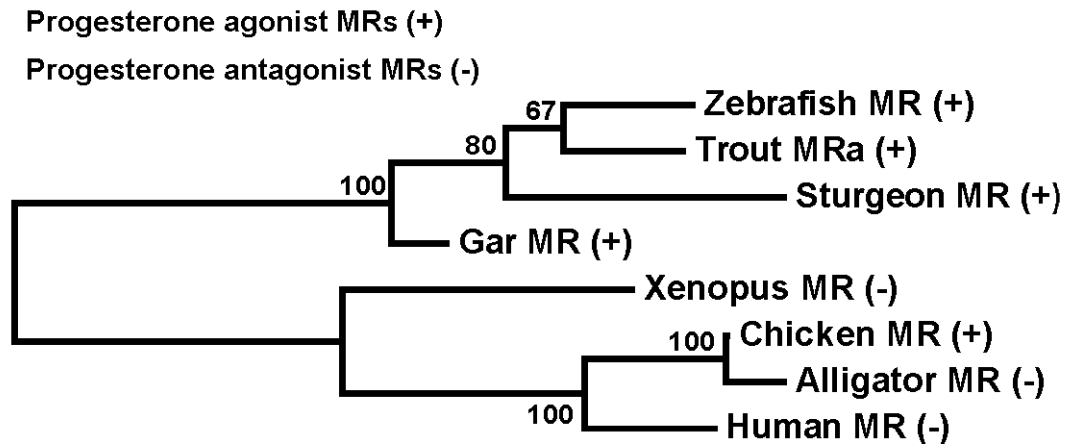 Progesterone agonist MRs (+)
Progesterone antagonist MRs (-)
Zebrafish MR (+)
67
Trout MRa (+)
80
Sturgeon MR (+)
100
Gar MR (+)
Xenopus MR (-)
Chicken MR (+)
100
Alligator MR (-)
100
Human MR (-)